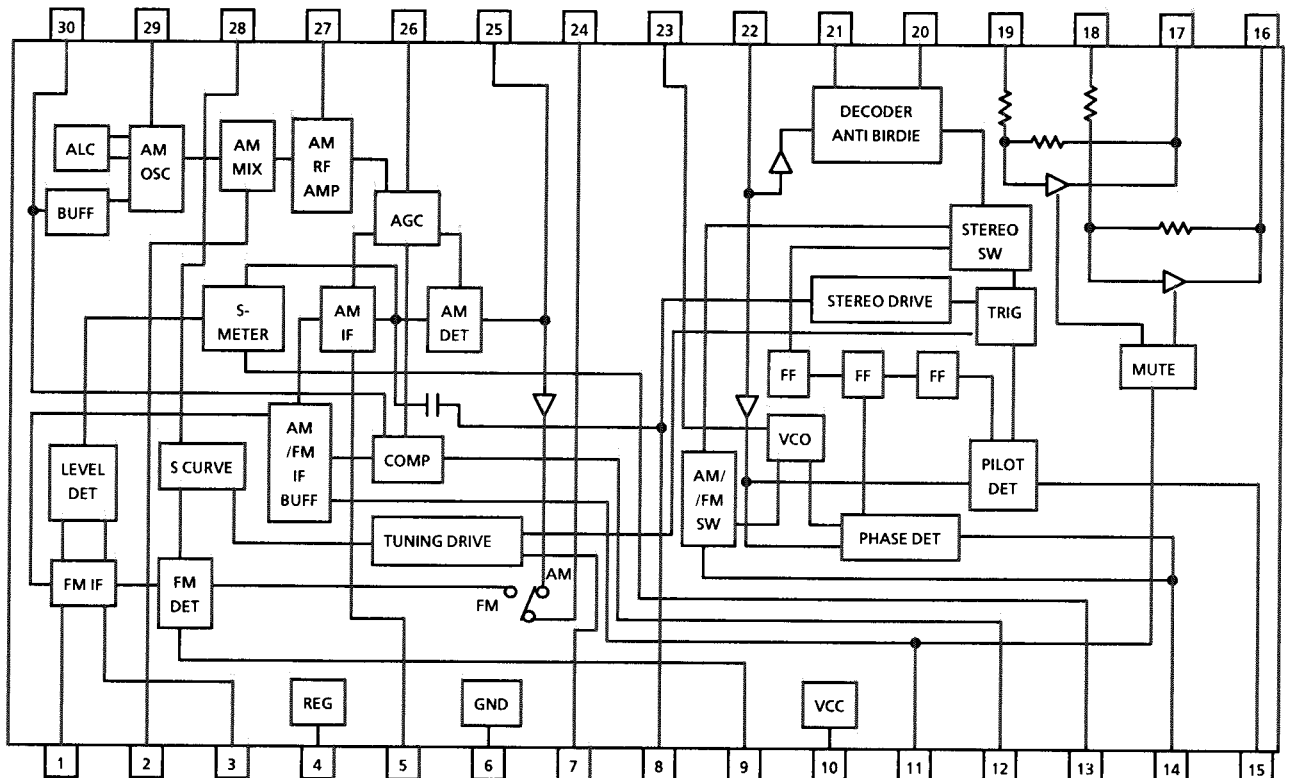 30 29 28 27 26 25 24 23 22 21 20 19 18 17 16
ALC
AM
OSC
AM
MIX
AM
RF
AMP
BUFF
AGC
DECODER
ANTI BIRDIE
STEREO
SW
S-
METER
AM
IF
AM
DET
STEREO DRIVE
TRIG
FF
FF
FF
MUTE
LEVEL
DET
S CURVE
AM
/FM
IF
BUFF
COMP
VCO
AM/
/FM
SW
PILOT
DET
TUNING DRIVE
PHASE DET
FM IF
FM
DET
FM
AM
REG
GND
VCC
1 2 3 4 5 6 7 8 9 10 11 12 13 14 15